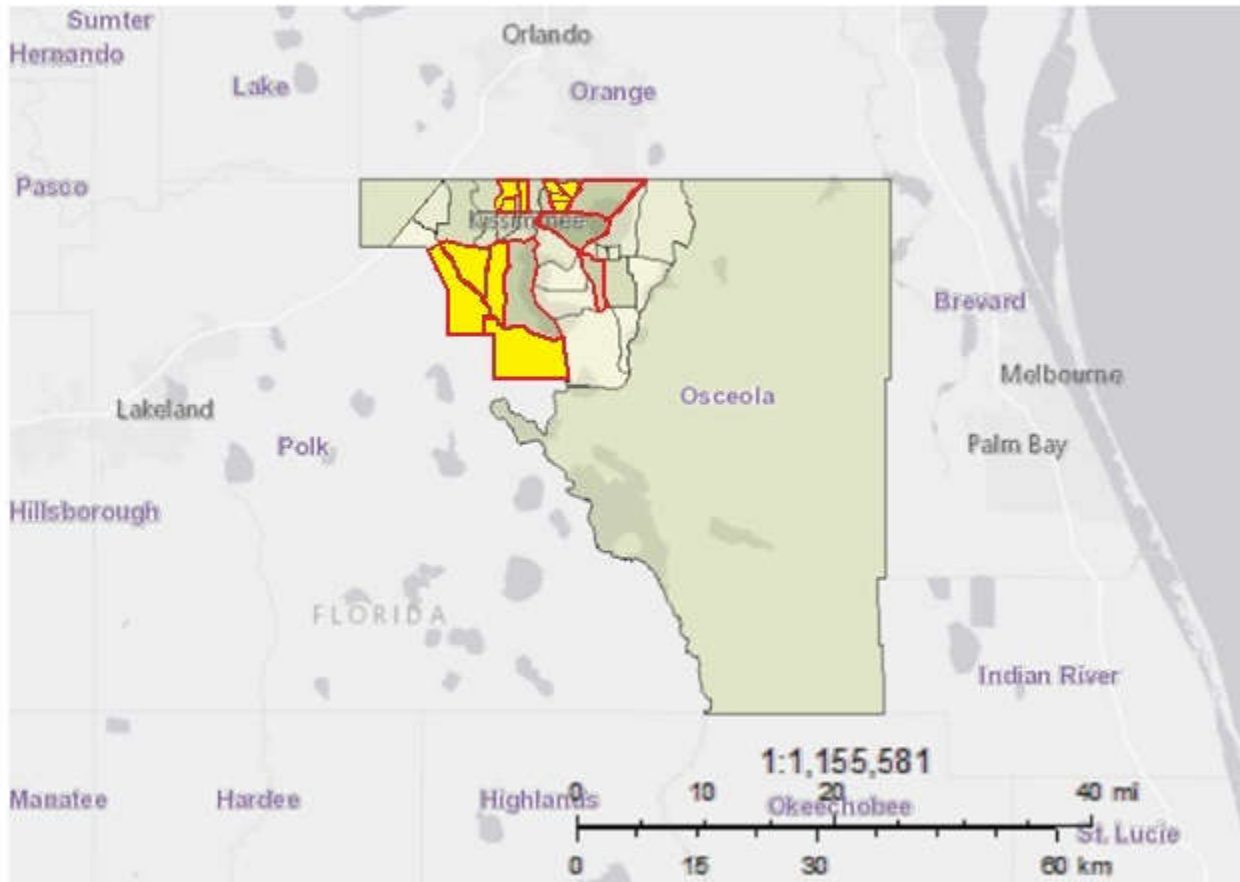 Sumter
Orlando
Hernando
Lake
Orange
Pasco
Kissimmee
Brevard
Melbourne
Osceola
Lakeland
Palm Bay
Polk
Hillsborough
FLORIDA
Indian River
1:1,155,581
0 10 20 40 mi
Manatee
Hardee
Highlands
Okeechobee
St. Lucie
0 15 30 60 km